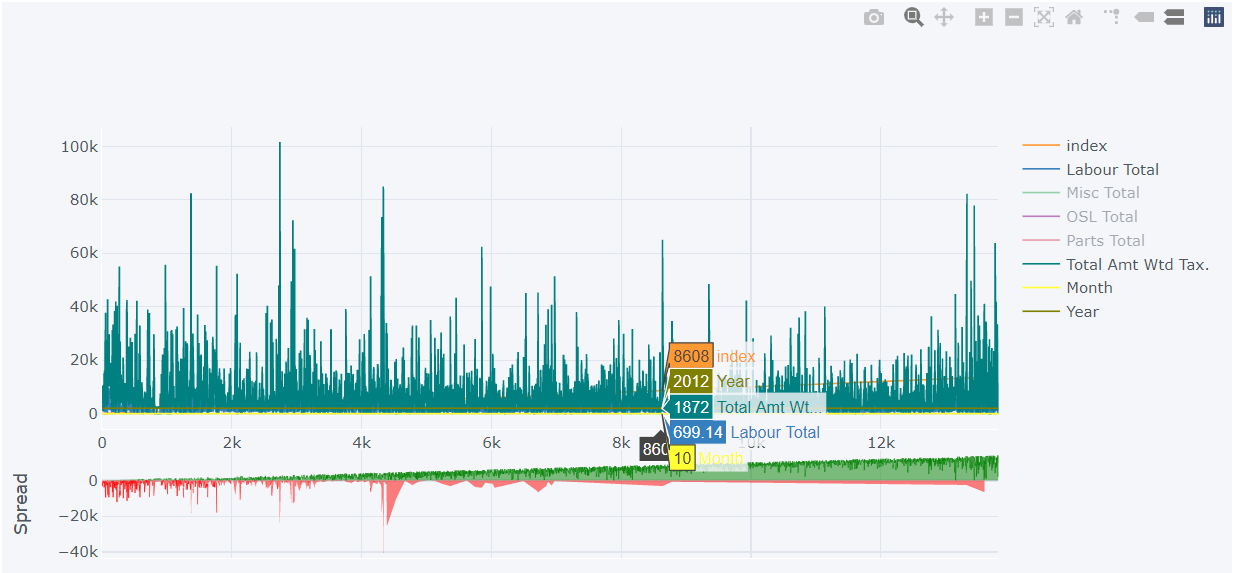 100k
80k
60k
40k
20k
0
0
2k
4k
6k
8k
10k
12k
index
Labour Total
Misc Total
OSL Total
Parts Total
Total Amt Wtd Tax.
Month
Year
8608 index
2012 Year
1872 Total Amt Wt...
699.14 Labour Total
860
10 Month
Spread
0
−20k
−40k